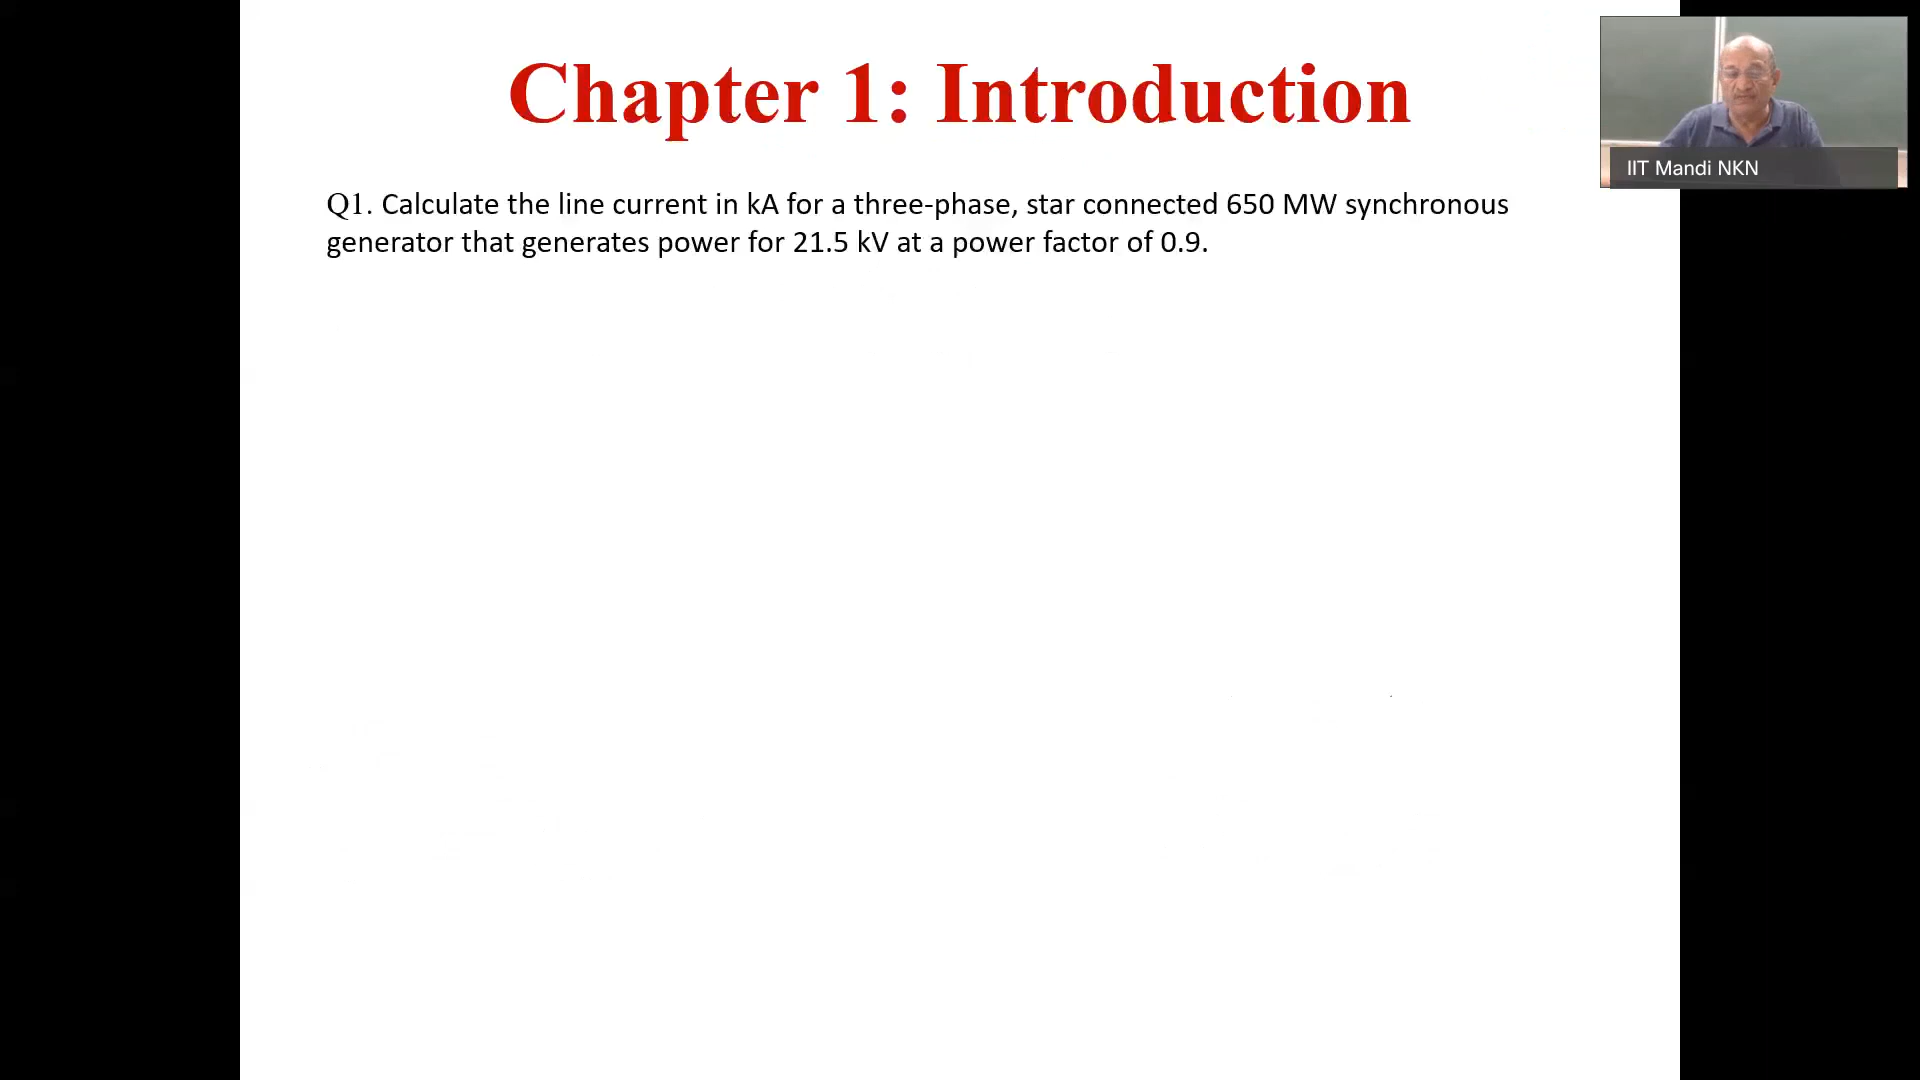 Chapter 1: Introduction
IIT Mandi NKN
Q1. Calculate the line current in kA for a three-phase, star connected 650 MW synchronous
generator that generates power for 21.5 kV at a power factor of 0.9.